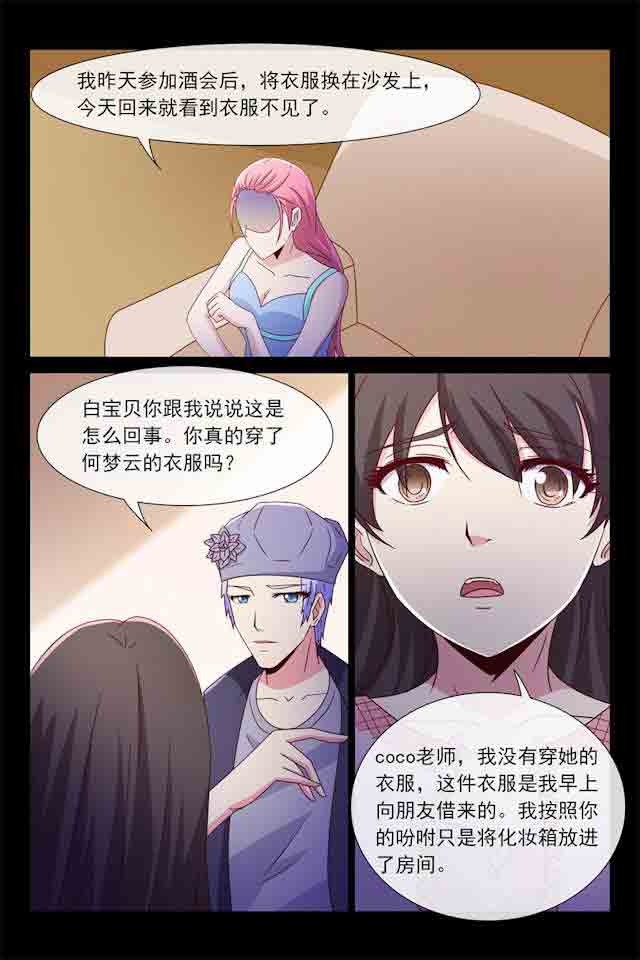 我昨天参加酒会后，将衣服换在沙发上，
今天回来就看到衣服不见了。
白宝贝你跟我说说这是
怎么回事。你真的穿了
何梦云的衣服吗？
coco老师，我没有穿她的
衣服，这件衣服是我早上
向朋友借来的。我按照你
的吩咐只是将化妆箱放进
了房间。